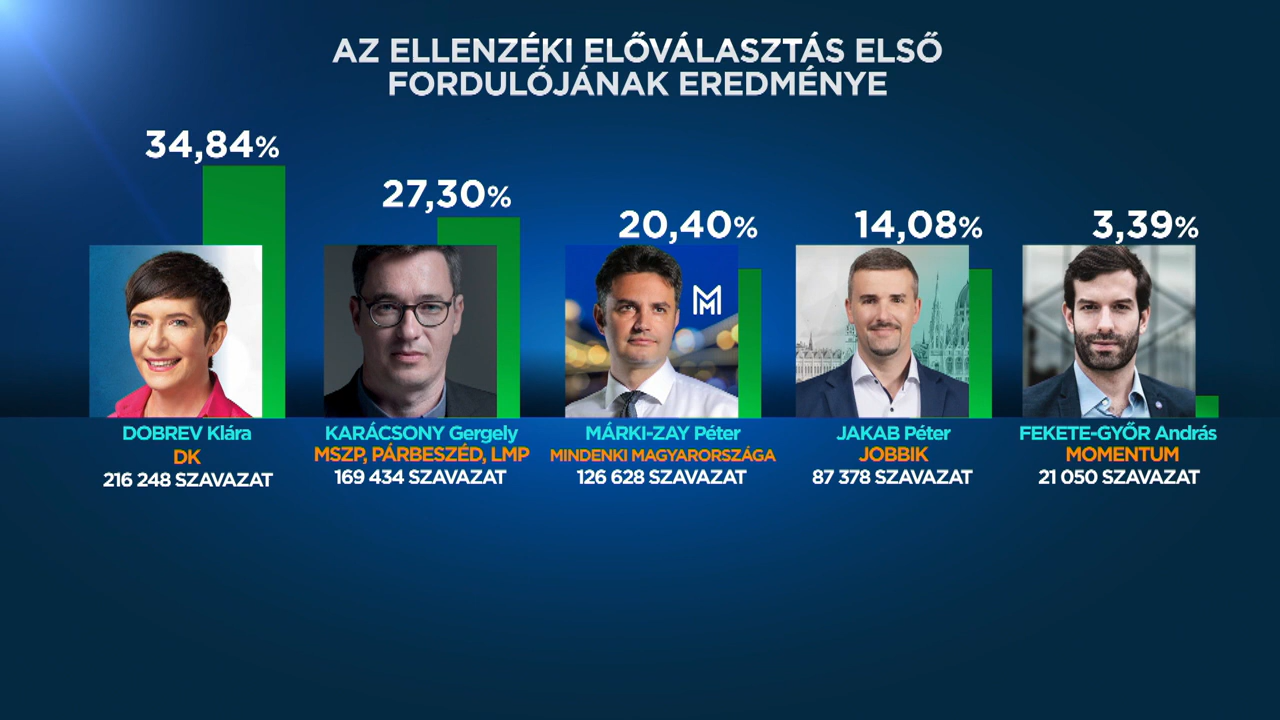 AZ ELLENZÉKI ELŐVÁLASZTÁS ELSŐ
FORDULÓJÁNAK EREDMÉNYE
34,84%
27,30%
20,40%
14,08%
3,39%
MM
DOBREV Klára
DK
216 248 SZAVAZAT
KARÁCSONY Gergely
MSZP, PÁRBESZÉD, LMP
169 434 SZAVAZAT
MÁRKI-ZAY Péter
MINDENKI MAGYARORSZÁGA
126 628 SZAVAZAT
JAKAB Péter
JOBBIK
87 378 SZAVAZAT
FEKETE-GYŐR András
MOMENTUM
21 050 SZAVAZAT